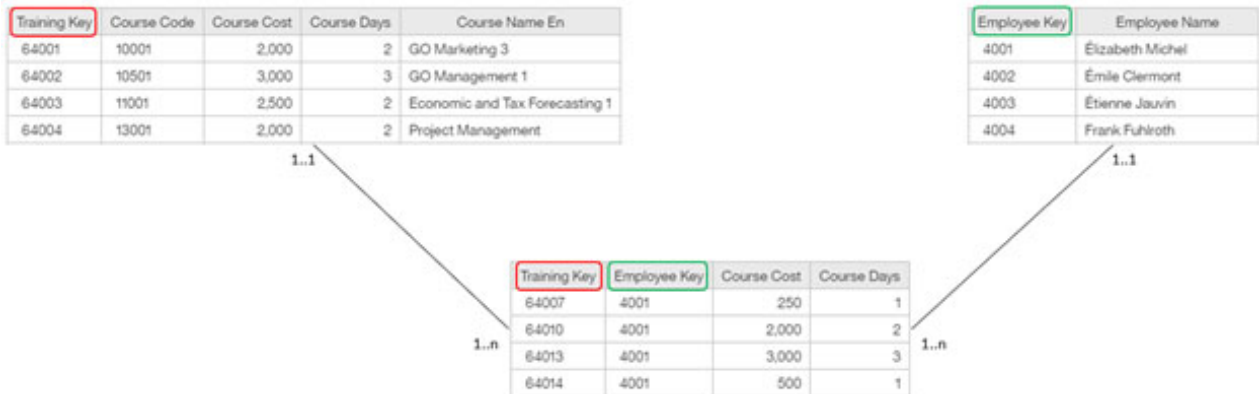 Training Key Course Code Course Cost Course Days Course Name En
64001 10001 2,000 2 GO Marketing 3
64002 10501 3,000 3 GO Management 1
64003 11001 2,500 2 Economic and Tax Forecasting 1
64004 13001 2,000 2 Project Management
Employee Key Employee Name
4001 Élizabeth Michel
4002 Émile Clermont
4003 Étienne Jauvin
4004 Frank Fuhlroth
1..1
1..1
Training Key Employee Key Course Cost Course Days
64007 4001 250 1
64010 4001 2,000 2
64013 4001 3,000 3
64014 4001 500 1
1..n
1..n